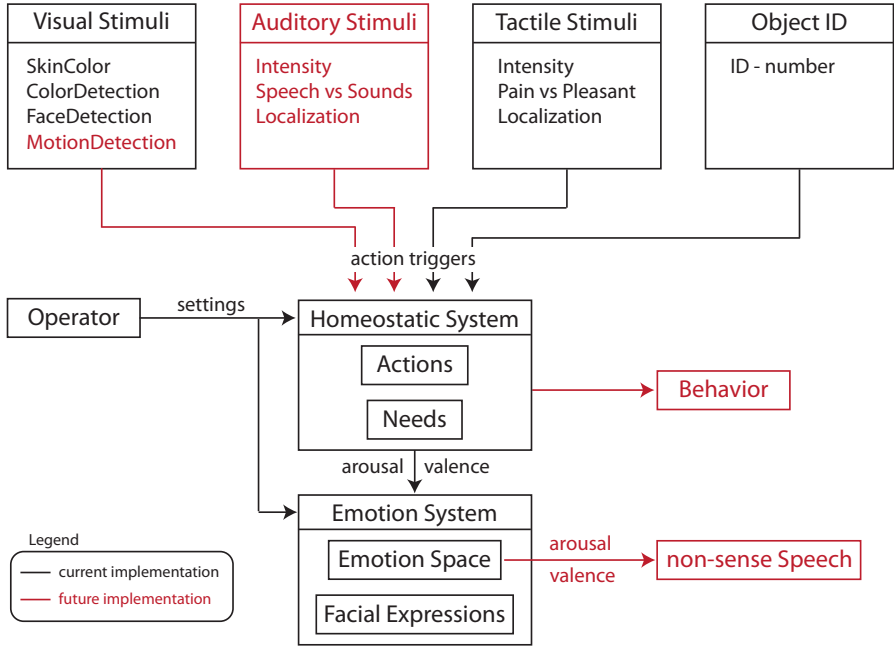 Visual Stimuli
SkinColor
ColorDetection
FaceDetection
MotionDetection
Auditory Stimuli
Intensity
Speech vs Sounds
Localization
Tactile Stimuli
Intensity
Pain vs Pleasant
Localization
Object ID
ID - number
action triggers
Operator
settings
Homeostatic System
Actions
Needs
Behavior
arousal
valence
Emotion System
Emotion Space
Facial Expressions
arousal
valence
non-sense Speech
Legend
current implementation
future implementation